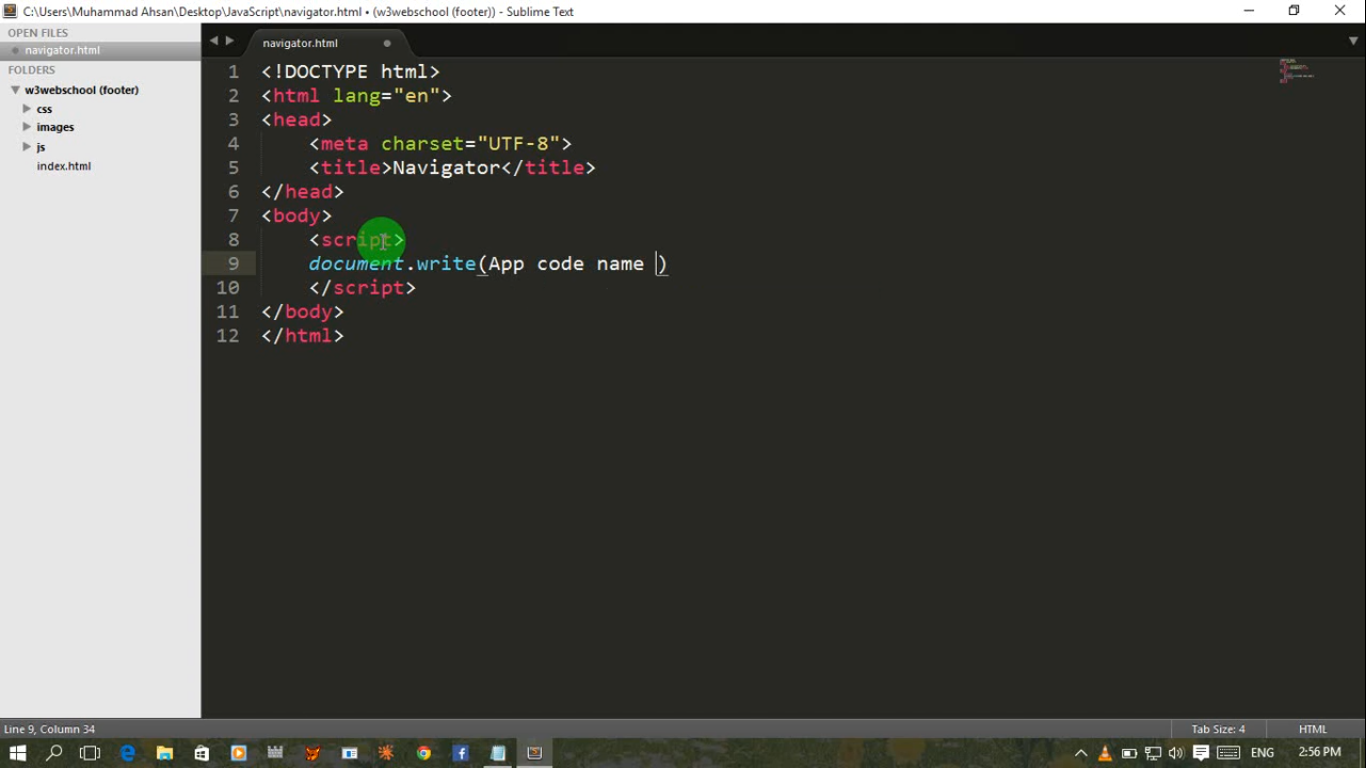 C:\Users\Muhammad Ahsan\Desktop\JavaScript\navigator.html • (w3webschool (footer)) - Sublime Text
OPEN FILES
navigator.html
FOLDERS
w3webschool (footer)
css
images
js
index.html
navigator.html
1 <!DOCTYPE html>
2 <html lang="en">
3 <head>
4 <meta charset="UTF-8">
5 <title>Navigator</title>
6 </head>
7 <body>
8 <script>
9 document.write(App code name )
10 </script>
11 </body>
12 </html>
Line 9, Column 34
Tab Size: 4
HTML
ENG
2:56 PM